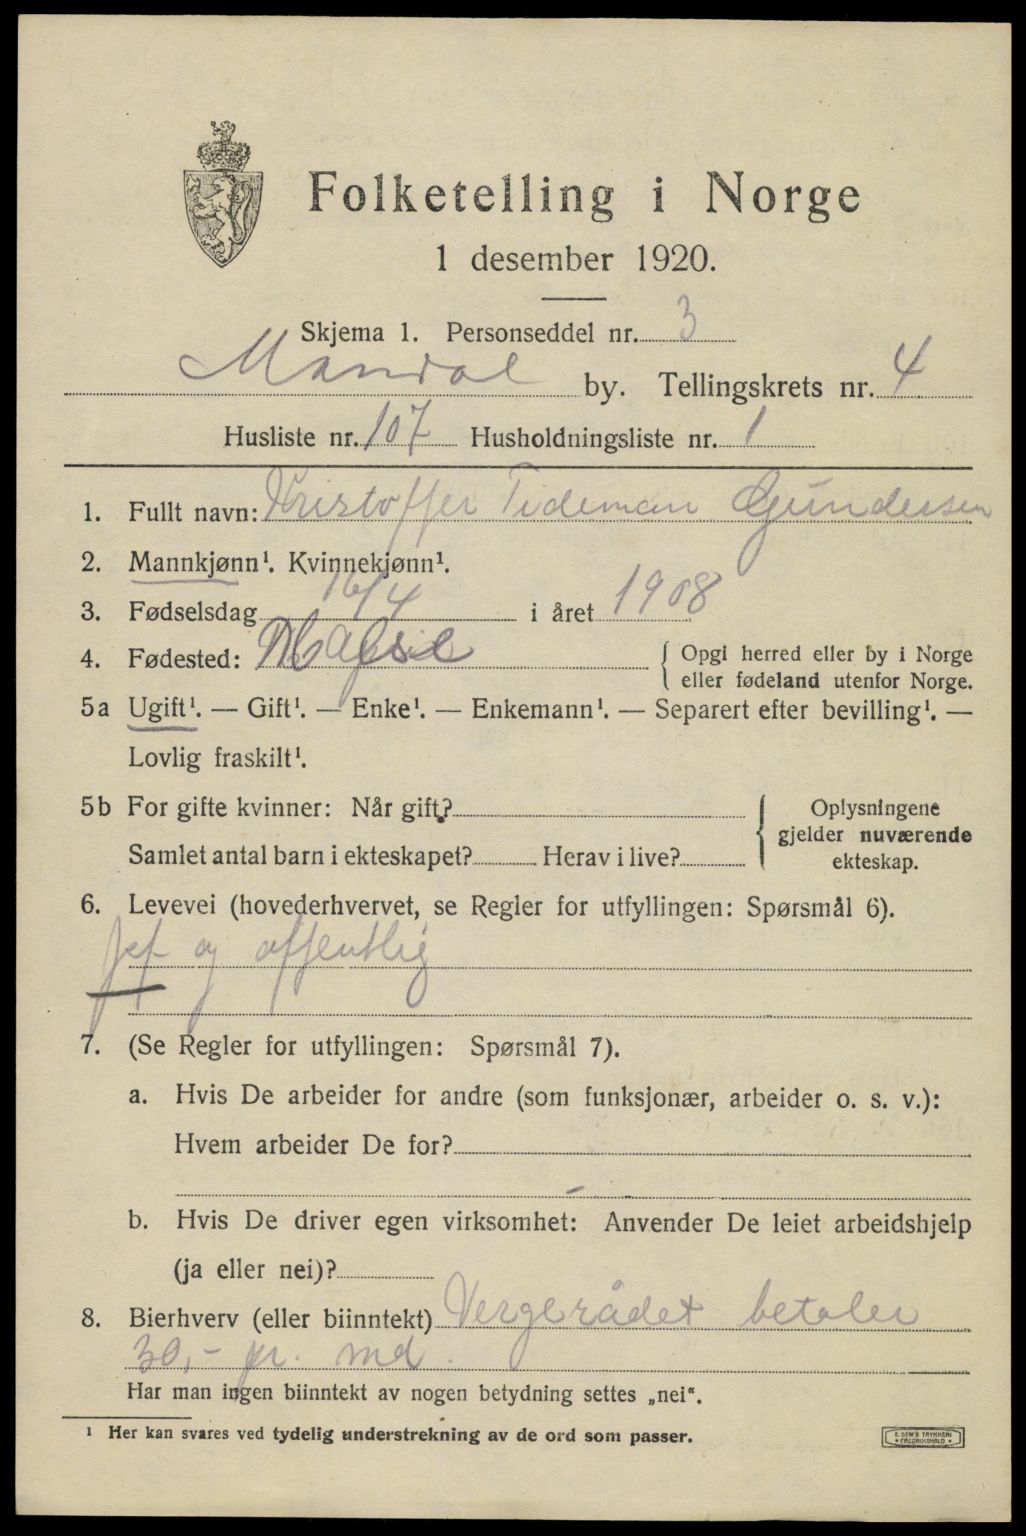 Folketelling i Norge
1 desember 1920.
Skjema 1. Personseddel nr. 3
Mandal by. Tellingskrets nr. 4
Husliste nr. 107 Husholdningsliste nr. 1
1. Fullt navn: Kristoffer Tideman Gundersen
2. Mannkjønn¹. Kvinnekjønn¹.
3. Fødselsdag 16/4 i året 1908
4. Fødested: { Opgi herred eller by i Norge
eller fødeland utenfor Norge.
5a Ugift¹. — Gift¹. — Enke¹. — Enkemann¹. — Separert efter bevilling¹. —
Lovlig fraskilt¹.
5b For gifte kvinner: Når gift? { Oplysningene
gjelder nuværende
Samlet antal barn i ekteskapet? Herav i live? ekteskap.
6. Levevei (hovederhvervet, se Regler for utfyllingen: Spørsmål 6).
og offentlig
7. (Se Regler for utfyllingen: Spørsmål 7).
a. Hvis De arbeider for andre (som funksjonær, arbeider o. s. v.):
Hvem arbeider De for?
b. Hvis De driver egen virksomhet: Anvender De leiet arbeidshjelp
(ja eller nei)?
8. Bierhverv (eller biinntekt) Vergerådet betaler
30,- pr. md.
Har man ingen biinntekt av nogen betydning settes „nei".
¹ Her kan svares ved tydelig understrekning av de ord som passer.
E. SEM'S TRYKKERI
• FREDRIKSHALD •